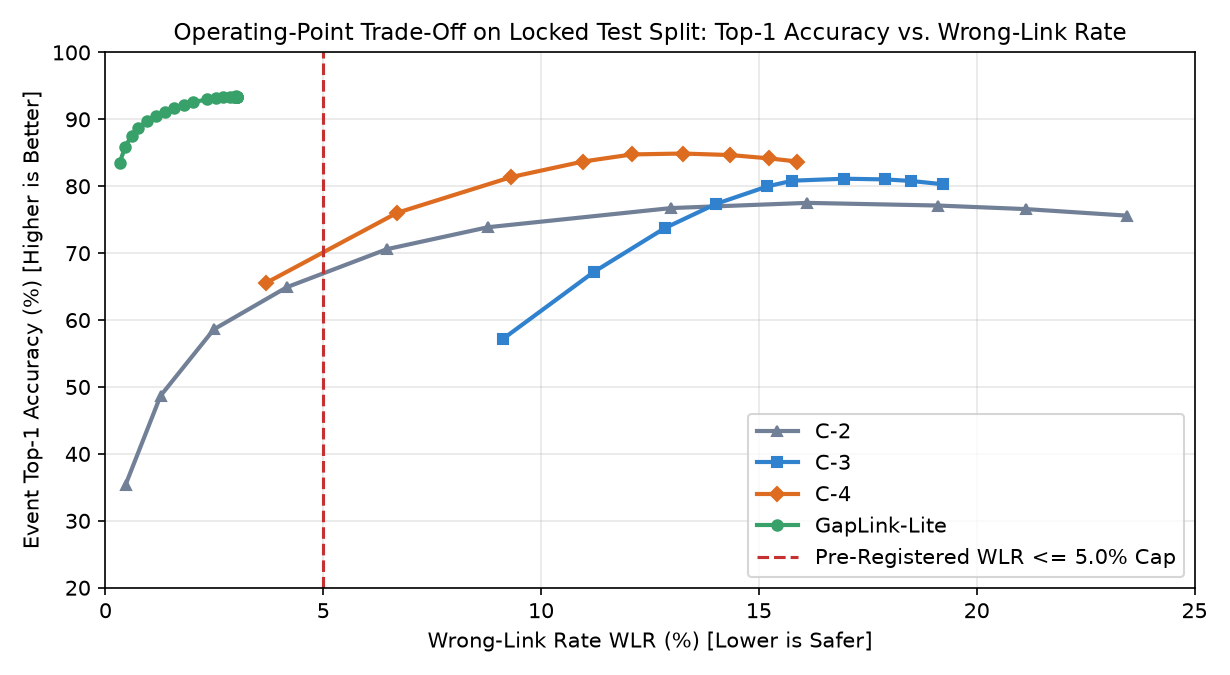 Operating-Point Trade-Off on Locked Test Split: Top-1 Accuracy vs. Wrong-Link Rate
Event Top-1 Accuracy (%) [Higher is Better]
100
90
80
70
60
50
40
30
20
0
5
10
15
20
25
Wrong-Link Rate WLR (%) [Lower is Safer]
C-2
C-3
C-4
GapLink-Lite
Pre-Registered WLR <= 5.0% Cap